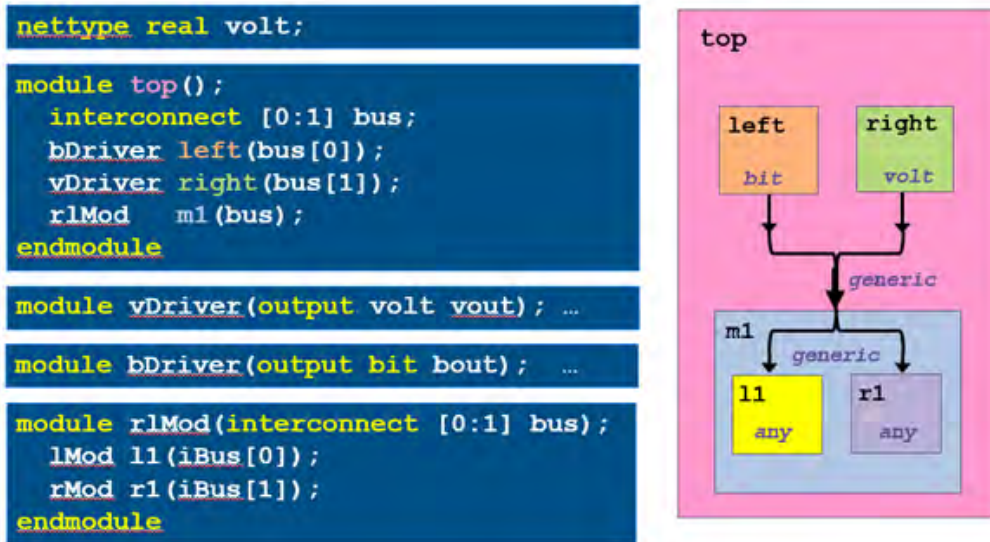 nettype real volt;
module top();
interconnect [0:1] bus;
bDriver left(bus[0]);
vDriver right(bus[1]);
rlMod m1(bus);
endmodule
module vDriver(output volt vout); …
module bDriver(output bit bout); …
module rlMod(interconnect [0:1] bus);
lMod l1(iBus[0]);
rMod r1(iBus[1]);
endmodule
top
left right
bit volt
generic
m1
generic
l1 r1
any any